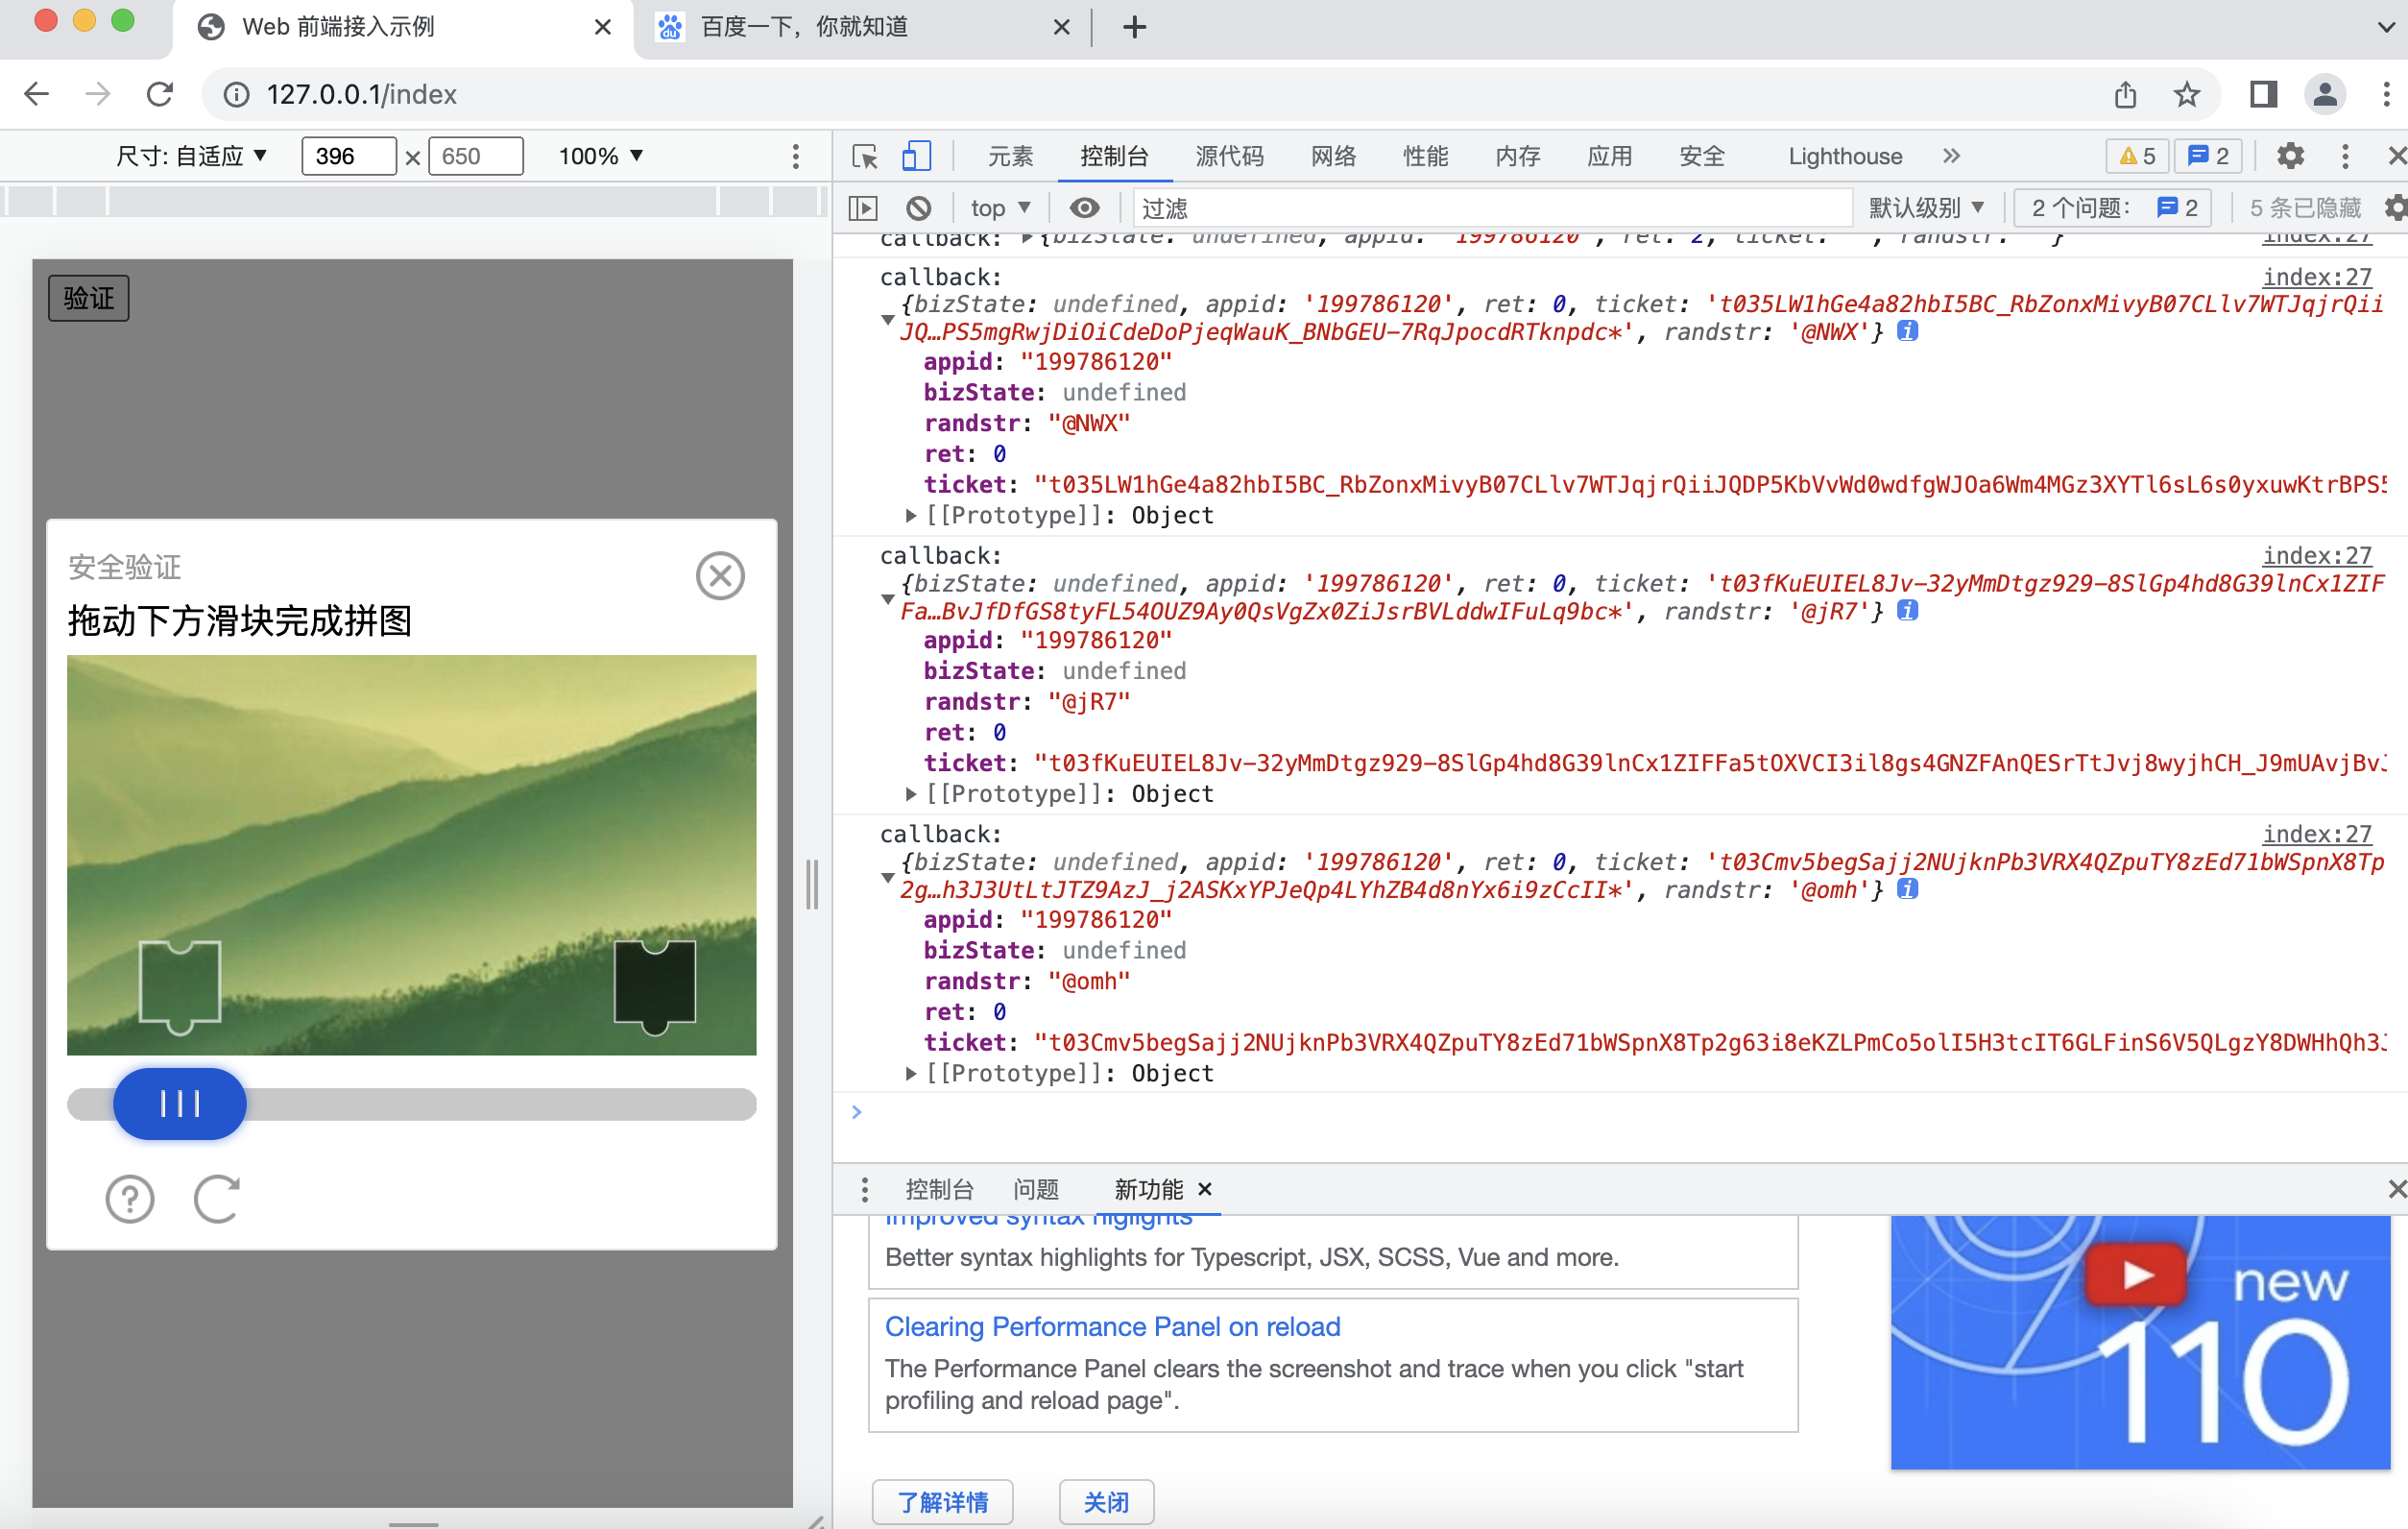 Web 前端接入示例
百度一下，你就知道
127.0.0.1/index
尺寸: 自适应 ▼ 396 × 650 100% ▼
元素 控制台 源代码 网络 性能 内存 应用 安全 Lighthouse » 5 2
top ▼ 过滤 默认级别 ▼ 2 个问题: 2 5 条已隐藏
callback: {bizState: undefined, appid: '199786120', ret: 2, ticket: '', randstr: ''} index:27
callback: index:27
{bizState: undefined, appid: '199786120', ret: 0, ticket: 't035LW1hGe4a82hbI5BC_RbZonxMivyB07CLlv7WTJqjrQii
JQ…PS5mgRwjDiOiCdeDoPjeqWauK_BNbGEU-7RqJpocdRTknpdc*', randstr: '@NWX'} i
appid: "199786120"
bizState: undefined
randstr: "@NWX"
ret: 0
ticket: "t035LW1hGe4a82hbI5BC_RbZonxMivyB07CLlv7WTJqjrQiiJQDP5KbVvWd0wdfgWJOa6Wm4MGz3XYTl6sL6s0yxuwKtrBPS5
[[Prototype]]: Object
callback: index:27
{bizState: undefined, appid: '199786120', ret: 0, ticket: 't03fKuEUIEL8Jv-32yMmDtgz929-8SlGp4hd8G39lnCx1ZIF
Fa…BvJfDfGS8tyFL54OUZ9Ay0QsVgZx0ZiJsrBVLddwIFuLq9bc*', randstr: '@jR7'} i
appid: "199786120"
bizState: undefined
randstr: "@jR7"
ret: 0
ticket: "t03fKuEUIEL8Jv-32yMmDtgz929-8SlGp4hd8G39lnCx1ZIFFa5tOXVCI3il8gs4GNZFAnQESrTtJvj8wyjhCH_J9mUAvjBvJ
[[Prototype]]: Object
callback: index:27
{bizState: undefined, appid: '199786120', ret: 0, ticket: 't03Cmv5begSajj2NUjknPb3VRX4QZpuTY8zEd71bWSpnX8Tp
2g…h3J3UtLtJTZ9AzJ_j2ASKxYPJeQp4LYhZB4d8nYx6i9zCcII*', randstr: '@omh'} i
appid: "199786120"
bizState: undefined
randstr: "@omh"
ret: 0
ticket: "t03Cmv5begSajj2NUjknPb3VRX4QZpuTY8zEd71bWSpnX8Tp2g63i8eKZLPmCo5olI5H3tcIT6GLFinS6V5QLgzY8DWHhQh3J
[[Prototype]]: Object
验证
安全验证
拖动下方滑块完成拼图
控制台 问题 新功能
Improved syntax higlights
Better syntax highlights for Typescript, JSX, SCSS, Vue and more.
Clearing Performance Panel on reload
The Performance Panel clears the screenshot and trace when you click "start
profiling and reload page".
new
110
了解详情 关闭